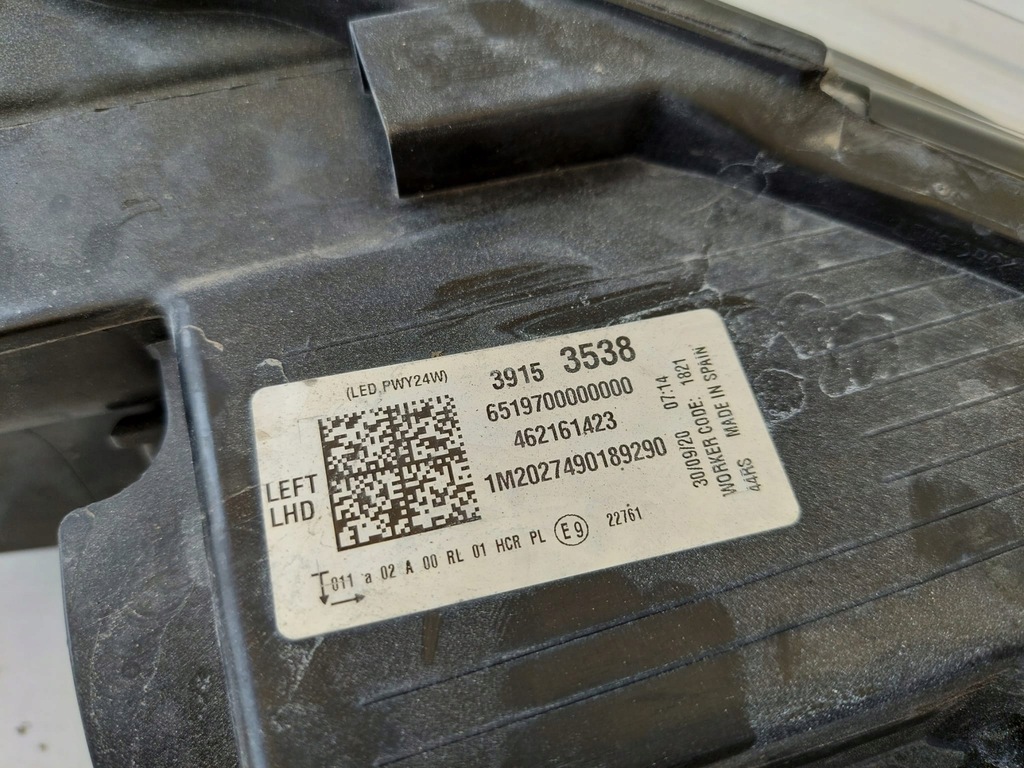 (LED,PWY24W)
3915 3538
6519700000000
462161423
1M2027490189290
LEFT
LHD
30/09/20 07:14
WORKER CODE: 1821
44RS MADE IN SPAIN
011 a 02 A 00 RL 01 HCR PL E9 22761